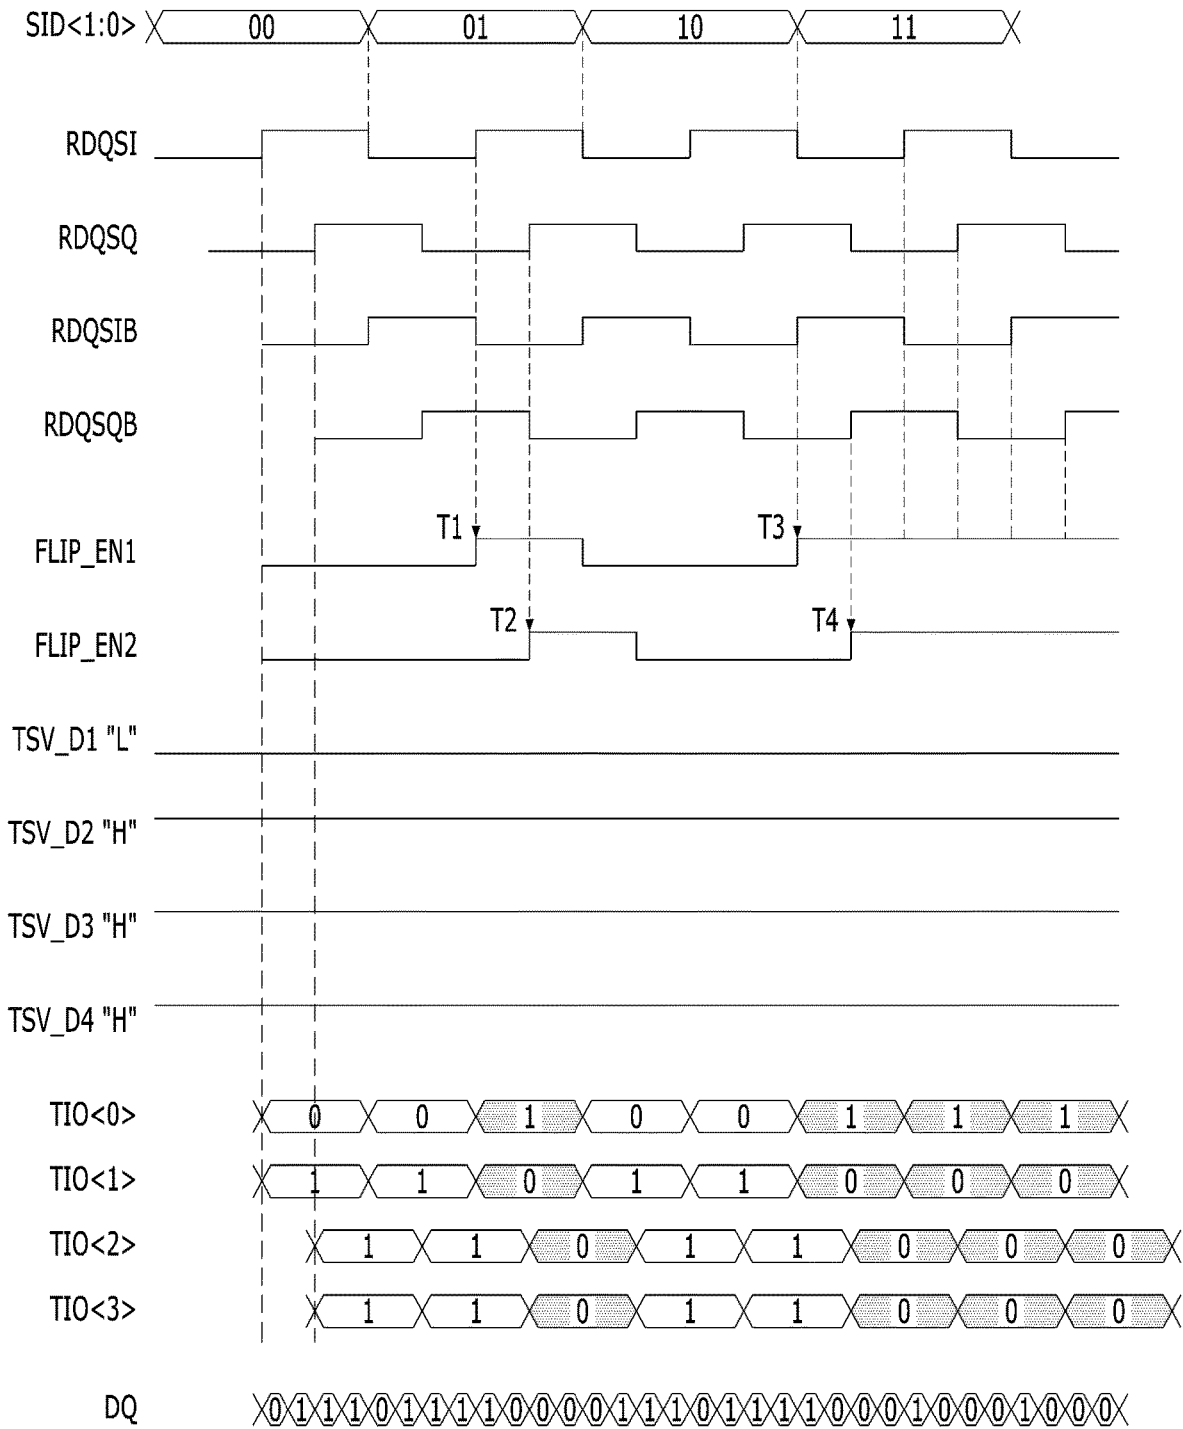 SID<1:0> 00 01 10 11
RDQSI
RDQSQ
RDQSIB
RDQSQB
T1 T3
FLIP_EN1
T2 T4
FLIP_EN2
TSV_D1 "L"
TSV_D2 "H"
TSV_D3 "H"
TSV_D4 "H"
TIO<0> 0 0 1 0 0 1 1 1
TIO<1> 1 1 0 1 1 0 0 0
TIO<2> 1 1 0 1 1 0 0 0
TIO<3> 1 1 0 1 1 0 0 0
DQ 0 1 1 1 0 1 1 1 1 0 0 0 0 1 1 1 0 1 1 1 1 0 0 0 1 0 0 0 1 0 0 0